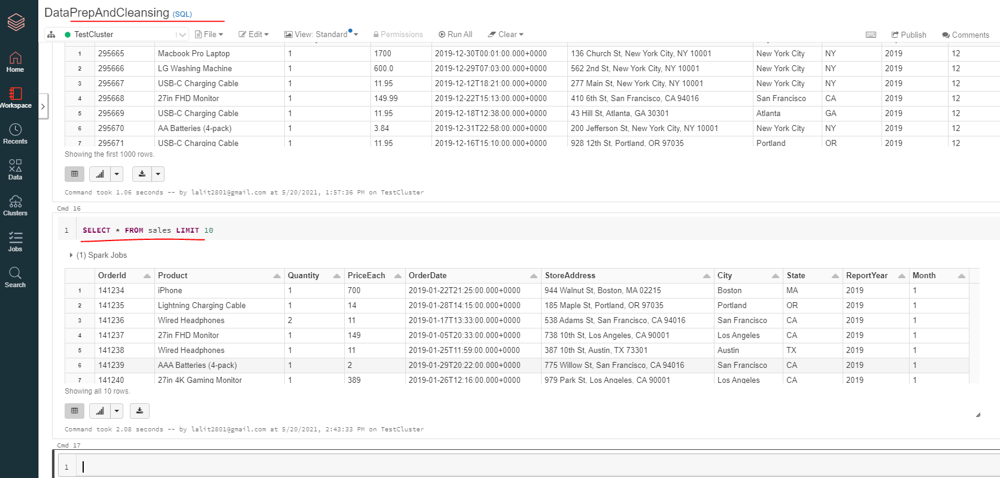 DataPrepAndCleansing (SQL)
TestCluster File Edit View: Standard Permissions Run All Clear Publish Comments
Home
Workspace
Recents
Data
Clusters
Jobs
Search
1 295665 Macbook Pro Laptop 1 1700 2019-12-30T00:01:00.000+0000 136 Church St, New York City, NY 10001 New York City NY 2019 12
2 295666 LG Washing Machine 1 600.0 2019-12-29T07:03:00.000+0000 562 2nd St, New York City, NY 10001 New York City NY 2019 12
3 295667 USB-C Charging Cable 1 11.95 2019-12-12T18:21:00.000+0000 277 Main St, New York City, NY 10001 New York City NY 2019 12
4 295668 27in FHD Monitor 1 149.99 2019-12-22T15:13:00.000+0000 410 6th St, San Francisco, CA 94016 San Francisco CA 2019 12
5 295669 USB-C Charging Cable 1 11.95 2019-12-18T12:38:00.000+0000 43 Hill St, Atlanta, GA 30301 Atlanta GA 2019 12
6 295670 AA Batteries (4-pack) 1 3.84 2019-12-31T22:58:00.000+0000 200 Jefferson St, New York City, NY 10001 New York City NY 2019 12
7 295671 USB-C Charging Cable 1 11.95 2019-12-16T15:10:00.000+0000 928 12th St, Portland, OR 97035 Portland OR 2019 12
Showing the first 1000 rows.
Command took 1.06 seconds -- by lalit2801@gmail.com at 5/20/2021, 1:57:36 PM on TestCluster
Cmd 16
1 SELECT * FROM sales LIMIT 10
(1) Spark Jobs
OrderId Product Quantity PriceEach OrderDate StoreAddress City State ReportYear Month
1 141234 iPhone 1 700 2019-01-22T21:25:00.000+0000 944 Walnut St, Boston, MA 02215 Boston MA 2019 1
2 141235 Lightning Charging Cable 1 14 2019-01-28T14:15:00.000+0000 185 Maple St, Portland, OR 97035 Portland OR 2019 1
3 141236 Wired Headphones 2 11 2019-01-17T13:33:00.000+0000 538 Adams St, San Francisco, CA 94016 San Francisco CA 2019 1
4 141237 27in FHD Monitor 1 149 2019-01-05T20:33:00.000+0000 738 10th St, Los Angeles, CA 90001 Los Angeles CA 2019 1
5 141238 Wired Headphones 1 11 2019-01-25T11:59:00.000+0000 387 10th St, Austin, TX 73301 Austin TX 2019 1
6 141239 AAA Batteries (4-pack) 1 2 2019-01-29T20:22:00.000+0000 775 Willow St, San Francisco, CA 94016 San Francisco CA 2019 1
7 141240 27in 4K Gaming Monitor 1 389 2019-01-26T12:16:00.000+0000 979 Park St, Los Angeles, CA 90001 Los Angeles CA 2019 1
Showing all 10 rows.
Command took 2.08 seconds -- by lalit2801@gmail.com at 5/20/2021, 2:43:33 PM on TestCluster
Cmd 17
1